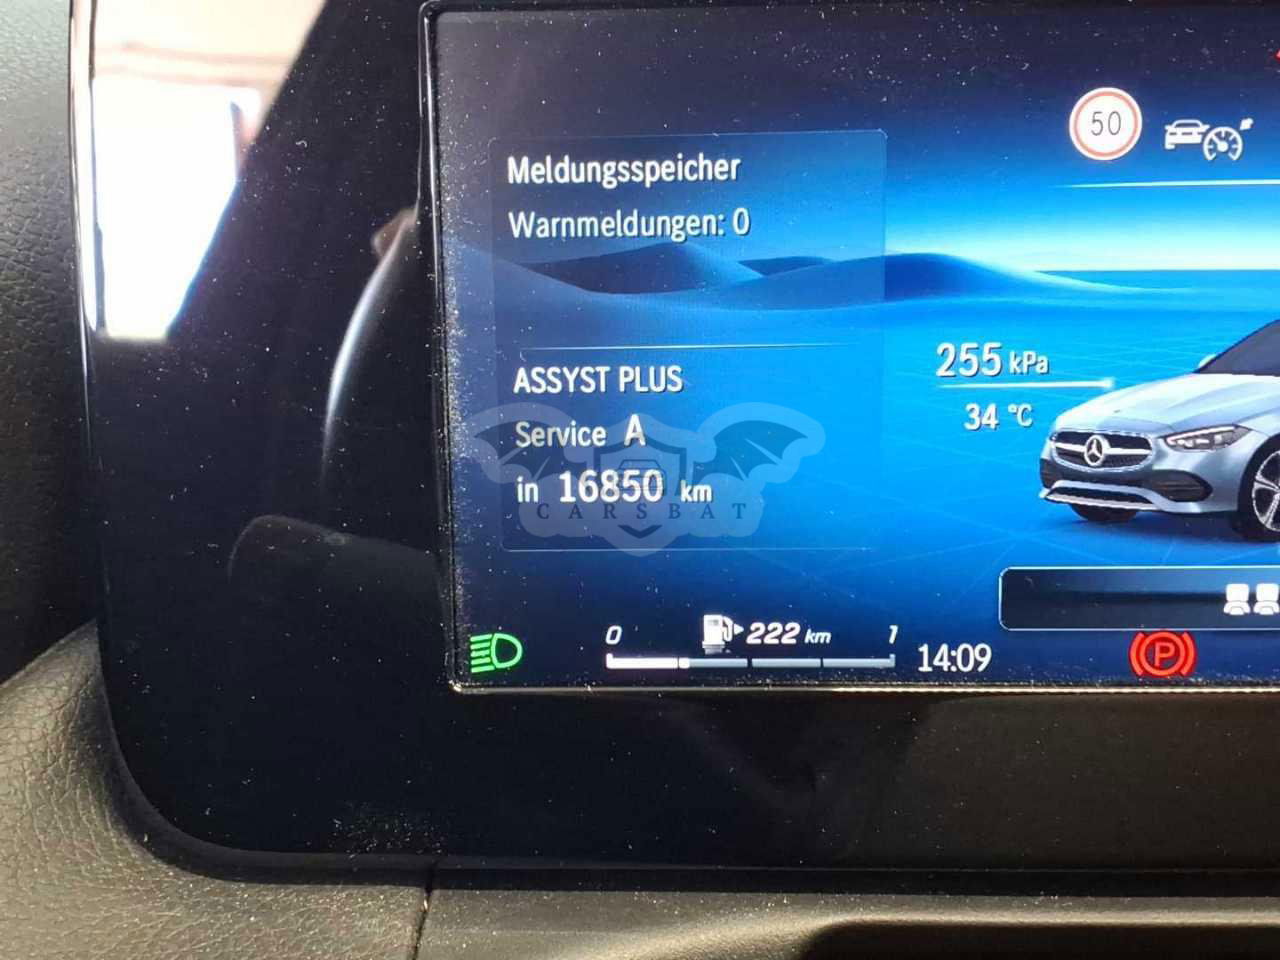 50
Meldungsspeicher
Warnmeldungen: 0
255 kPa
34 °C
ASSYST PLUS
Service A
in 16850 km
CARSBAT
0 222 km 1
14:09
P